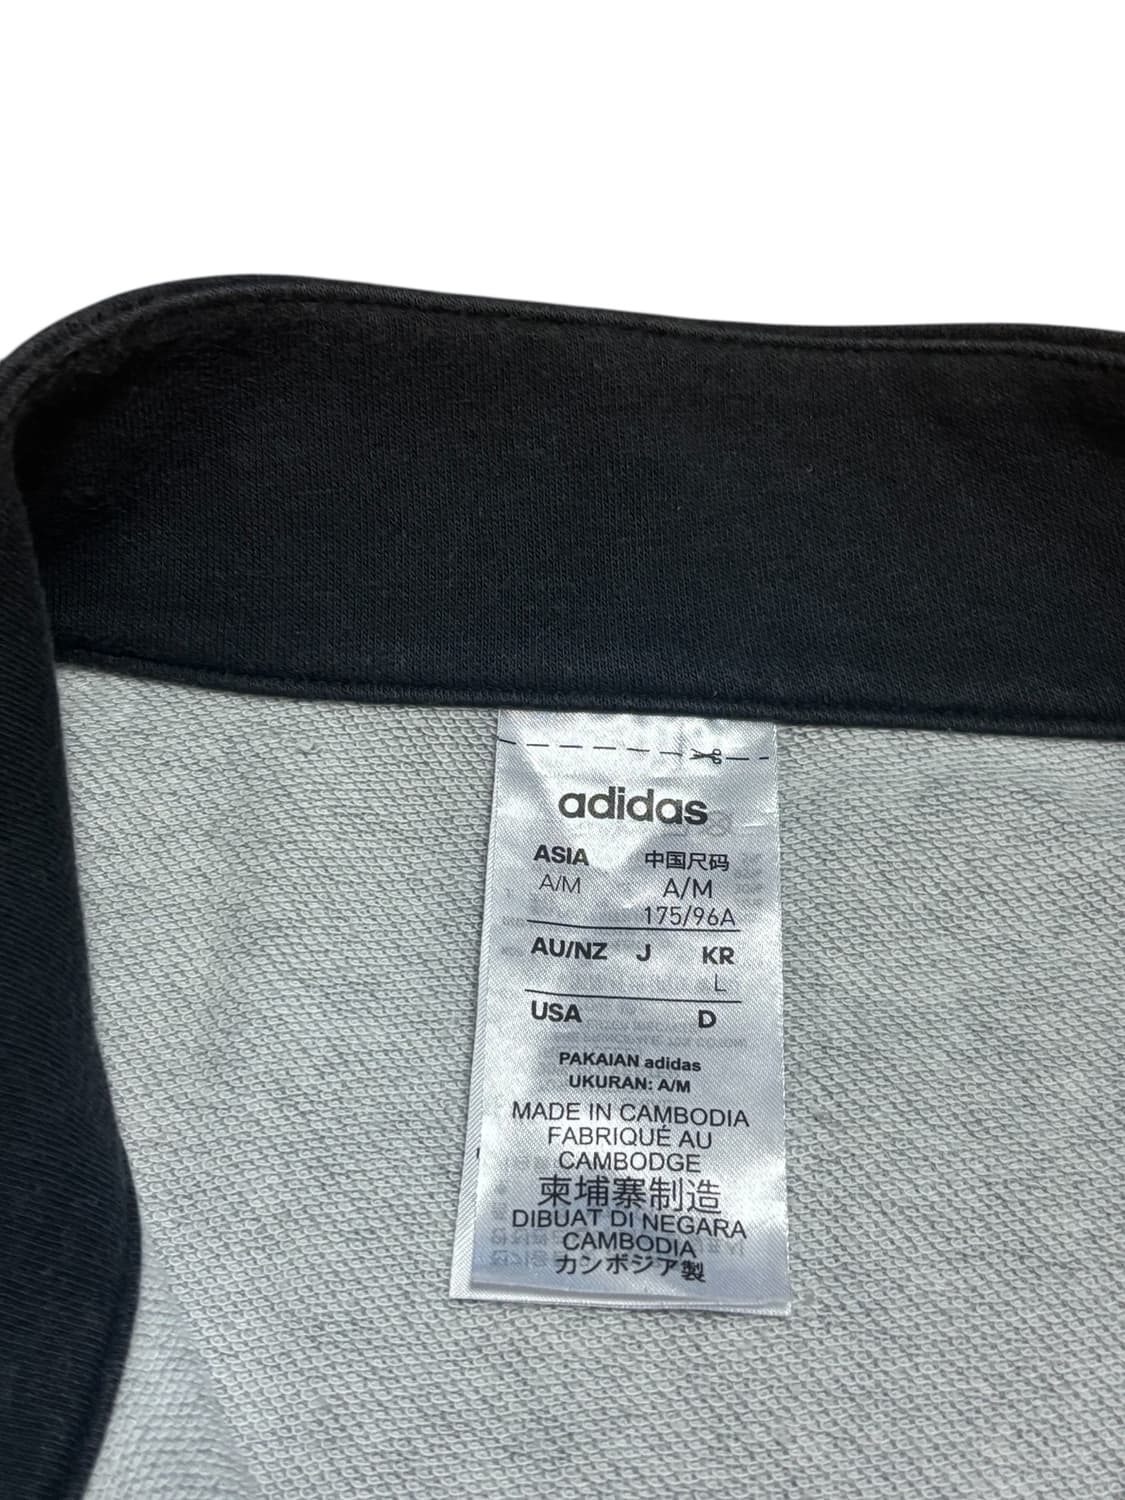 adidas
ASIA 中国尺码
A/M A/M
175/96A
AU/NZ J KR
L
USA D
PAKAIAN adidas
UKURAN: A/M
MADE IN CAMBODIA
FABRIQUÉ AU
CAMBODGE
柬埔寨制造
DIBUAT DI NEGARA
CAMBODIA
カンボジア製